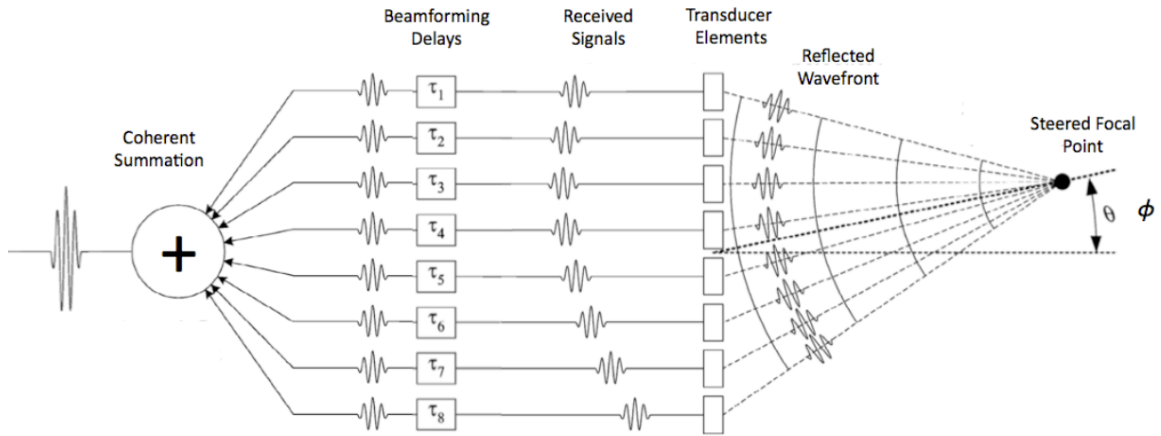 Beamforming
Delays
Received
Signals
Transducer
Elements
Reflected
Wavefront
Coherent
Summation
Steered Focal
Point
τ1
τ2
τ3
τ4
τ5
τ6
τ7
τ8
+
θ
ϕ